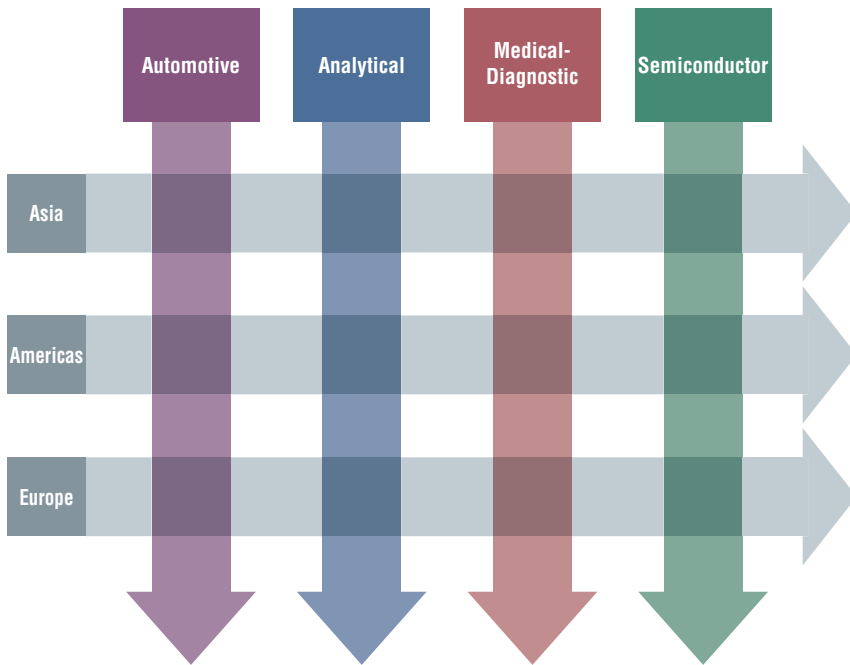 Automotive
Analytical
Medical-
Diagnostic
Semiconductor
Asia
Americas
Europe